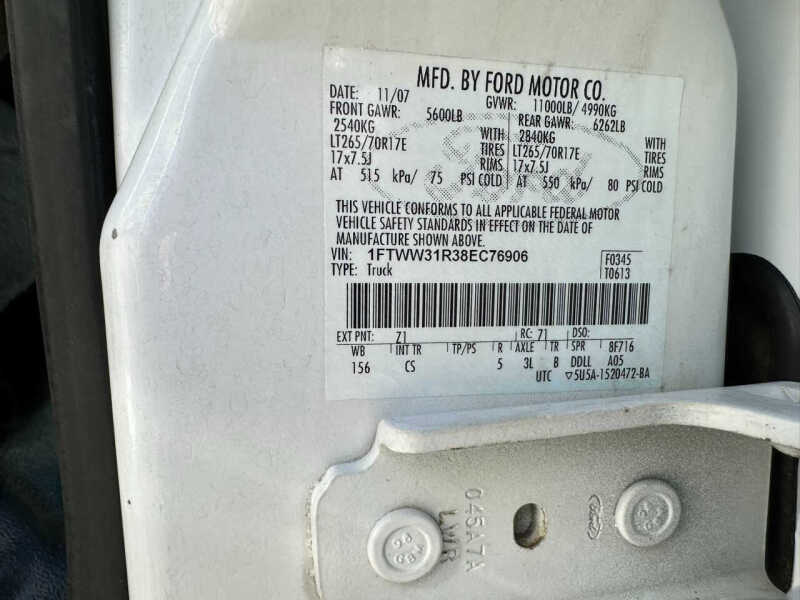 MFD. BY FORD MOTOR CO.
DATE: 11/07 GVWR: 11000LB/ 4990KG
FRONT GAWR: 5600LB REAR GAWR: 6262LB
2540KG WITH 2840KG WITH
LT265/70R17E TIRES LT265/70R17E TIRES
17x7.5J RIMS 17x7.5J RIMS
AT 515 kPa/ 75 PSI COLD AT 550 kPa/ 80 PSI COLD
THIS VEHICLE CONFORMS TO ALL APPLICABLE FEDERAL MOTOR
VEHICLE SAFETY STANDARDS IN EFFECT ON THE DATE OF
MANUFACTURE SHOWN ABOVE.
VIN: 1FTWW31R38EC76906 F0345
TYPE: Truck T0613
EXT PNT: Z1 RC: 71 DSO:
WB INT TR TP/PS R AXLE TR SPR 8F716
156 CS 5 3L B DDLL A05
UTC ▽5U5A-1520472-BA
Ford
045A7A
LWR
Ford